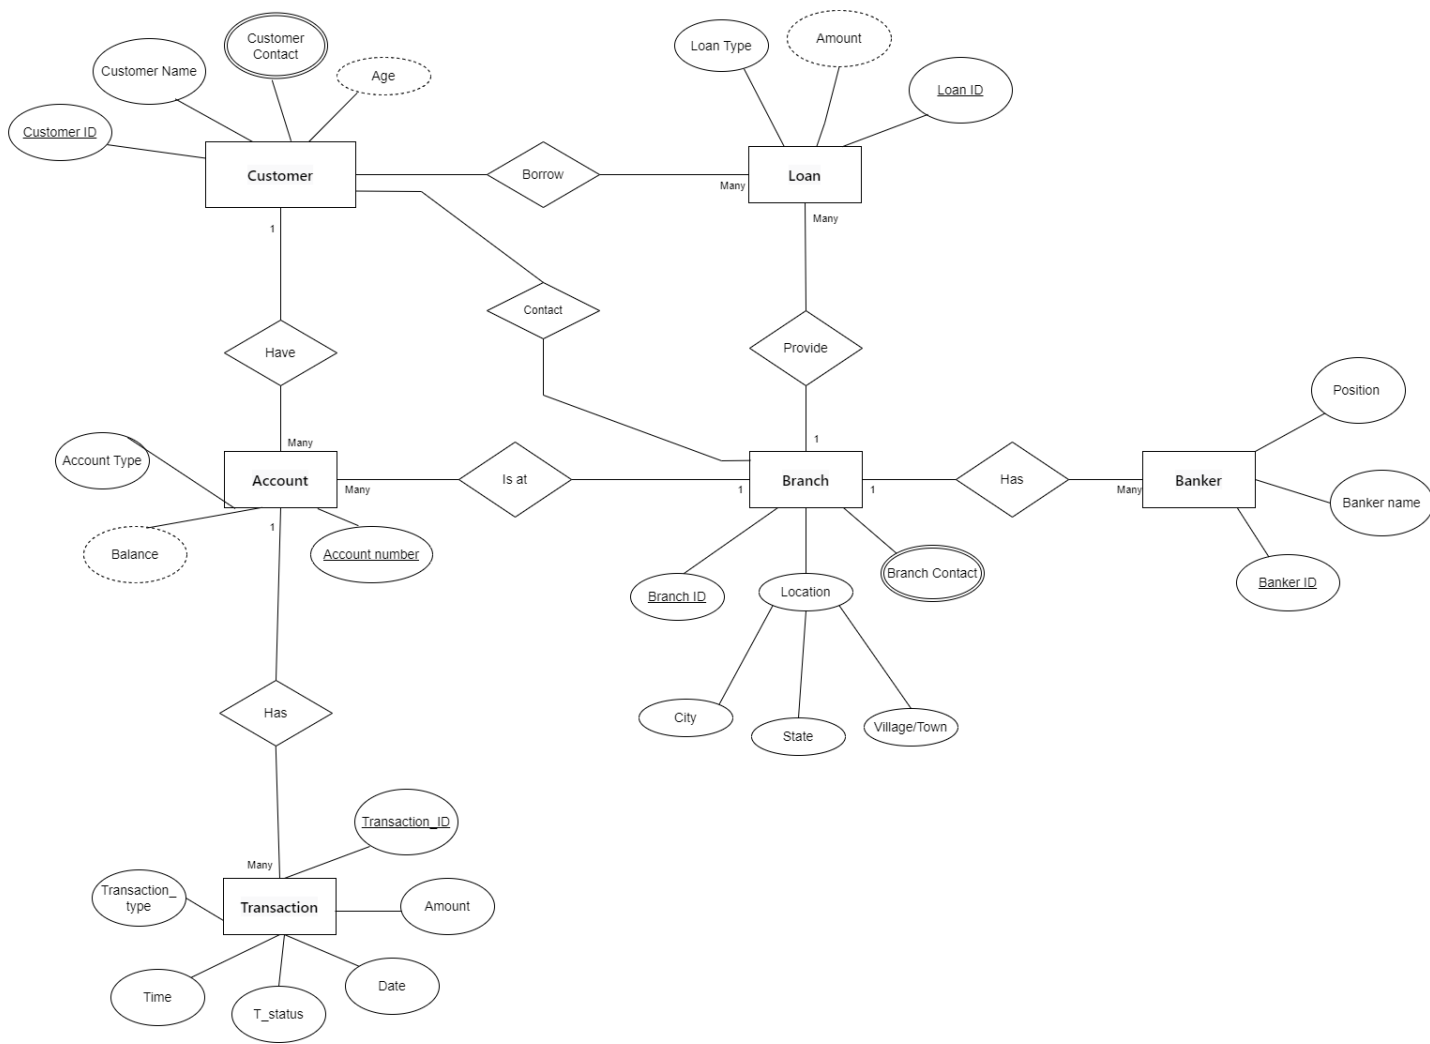 Customer
Contact
Loan Type
Amount
Customer Name
Age
Loan ID
Customer ID
Customer
Borrow
Many
Loan
1
Many
Contact
Have
Provide
Position
Many
1
Account Type
Account
Many
Is at
1
Branch
1
Has
Many
Banker
Banker name
1
Balance
Account number
Branch ID
Location
Branch Contact
Banker ID
City
State
Village/Town
Has
Transaction_ID
Many
Transaction_
type
Transaction
Amount
Time
T_status
Date